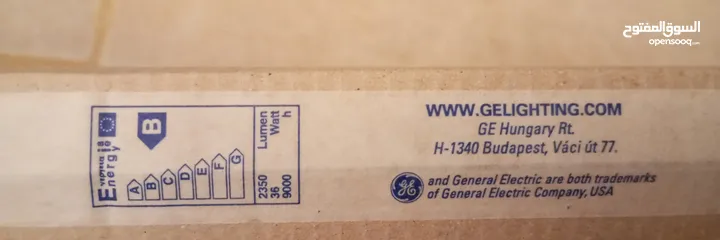 السوق المفتوح
opensooq.com
Energy
B
A
B
C
D
E
F
G
Lumen
Watt
h
2350
36
9000
WWW.GELIGHTING.COM
GE Hungary Rt.
H-1340 Budapest, Váci út 77.
GE
and General Electric are both trademarks
of General Electric Company, USA